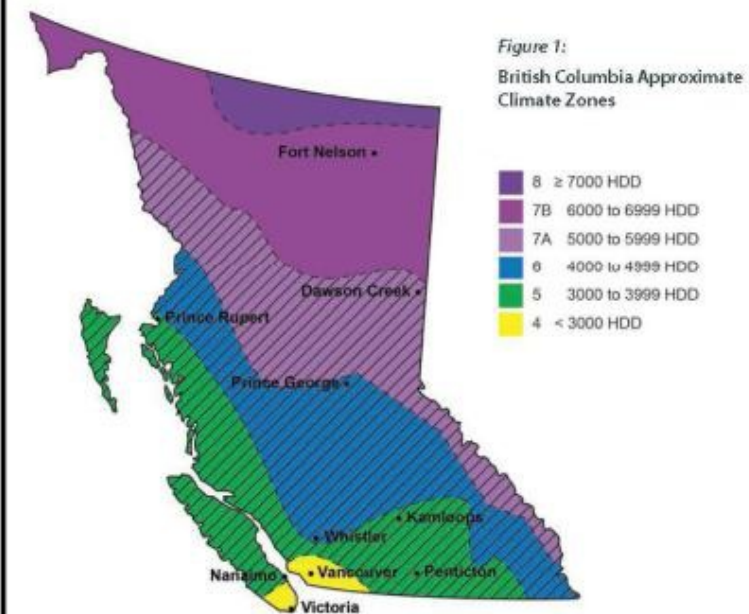 Figure 1:
British Columbia Approximate
Climate Zones
Fort Nelson
8 ≥ 7000 HDD
7B 6000 to 6999 HDD
7A 5000 to 5999 HDD
6 4000 to 4999 HDD
5 3000 to 3999 HDD
4 < 3000 HDD
Dawson Creek
Prince Rupert
Prince George
Kamloops
Whistler
Nanaimo
Vancouver
Penticton
Victoria